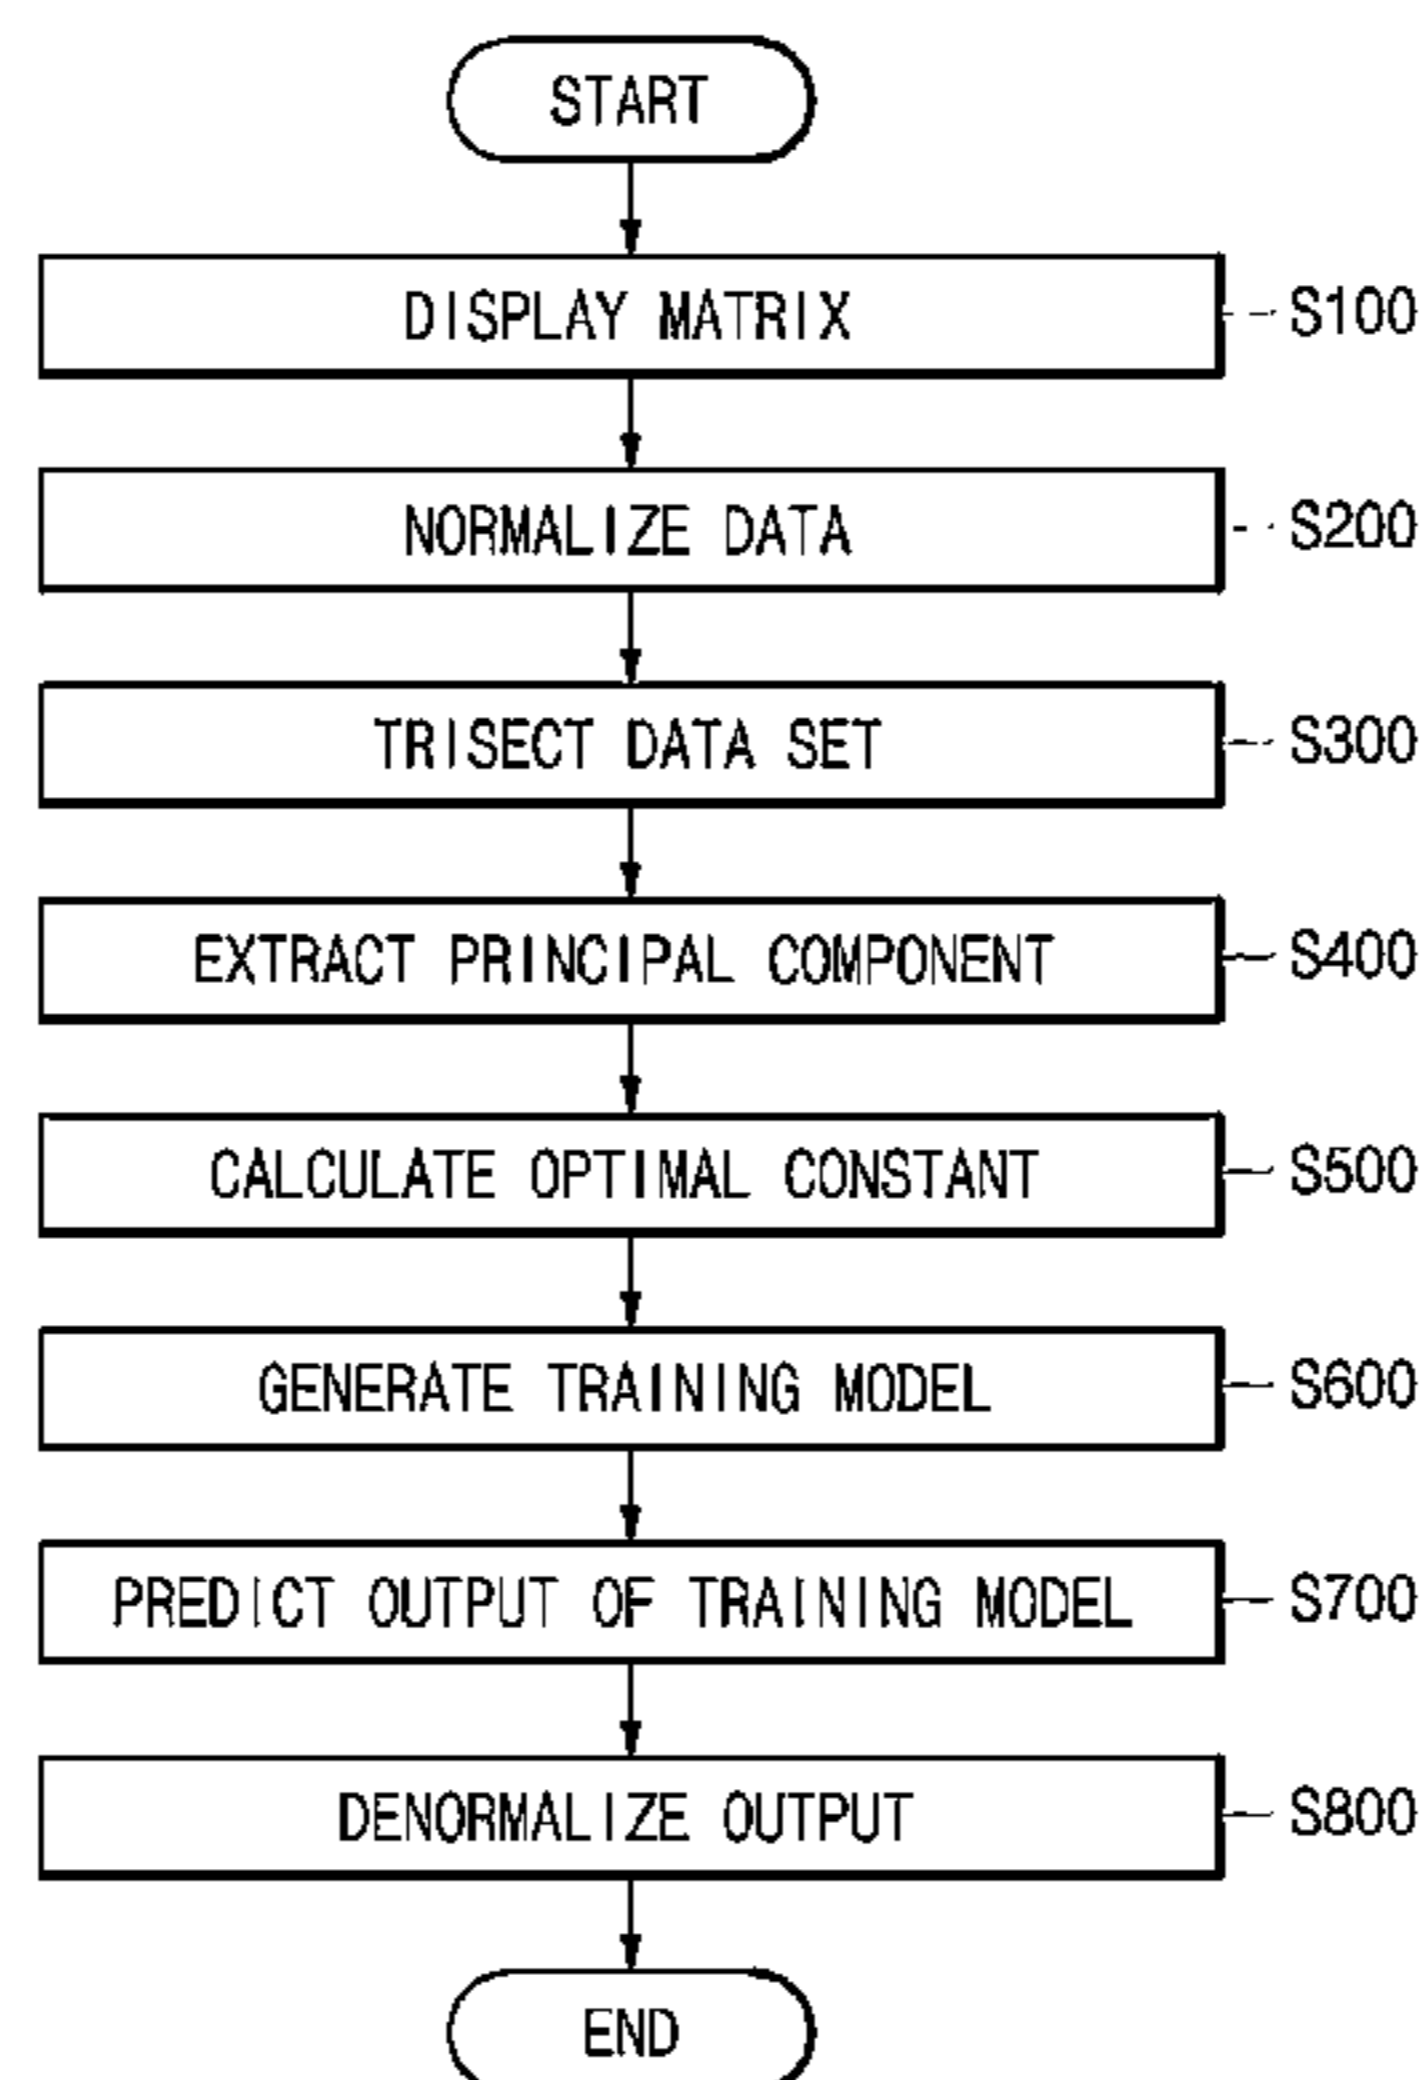 START
DISPLAY MATRIX
S100
NORMALIZE DATA
S200
TRISECT DATA SET
S300
EXTRACT PRINCIPAL COMPONENT
S400
CALCULATE OPTIMAL CONSTANT
S500
GENERATE TRAINING MODEL
S600
PREDICT OUTPUT OF TRAINING MODEL
S700
DENORMALIZE OUTPUT
S800
END